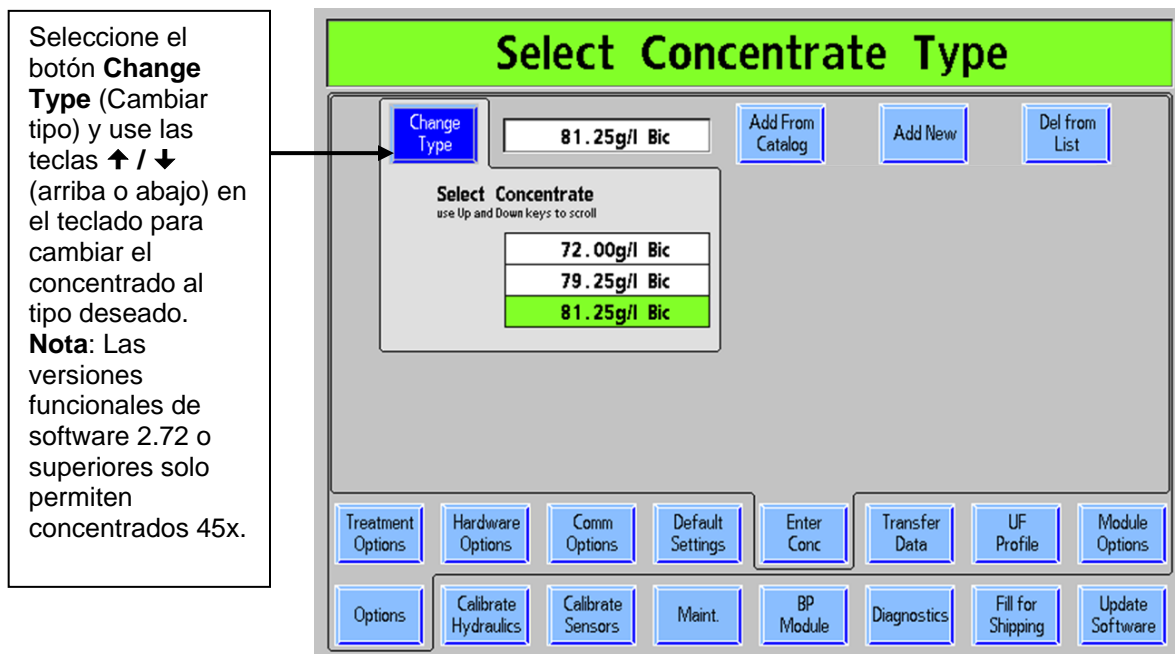 Seleccione el
botón Change
Type (Cambiar
tipo) y use las
teclas ↑ / ↓
(arriba o abajo) en
el teclado para
cambiar el
concentrado al
tipo deseado.
Nota: Las
versiones
funcionales de
software 2.72 o
superiores solo
permiten
concentrados 45x.
Select Concentrate Type
Change
Type
81.25g/l Bic
Add From
Catalog
Add New
Del from
List
Select Concentrate
use Up and Down keys to scroll
72.00g/l Bic
79.25g/l Bic
81.25g/l Bic
Treatment
Options
Hardware
Options
Comm
Options
Default
Settings
Enter
Conc
Transfer
Data
UF
Profile
Module
Options
Options
Calibrate
Hydraulics
Calibrate
Sensors
Maint.
BP
Module
Diagnostics
Fill for
Shipping
Update
Software